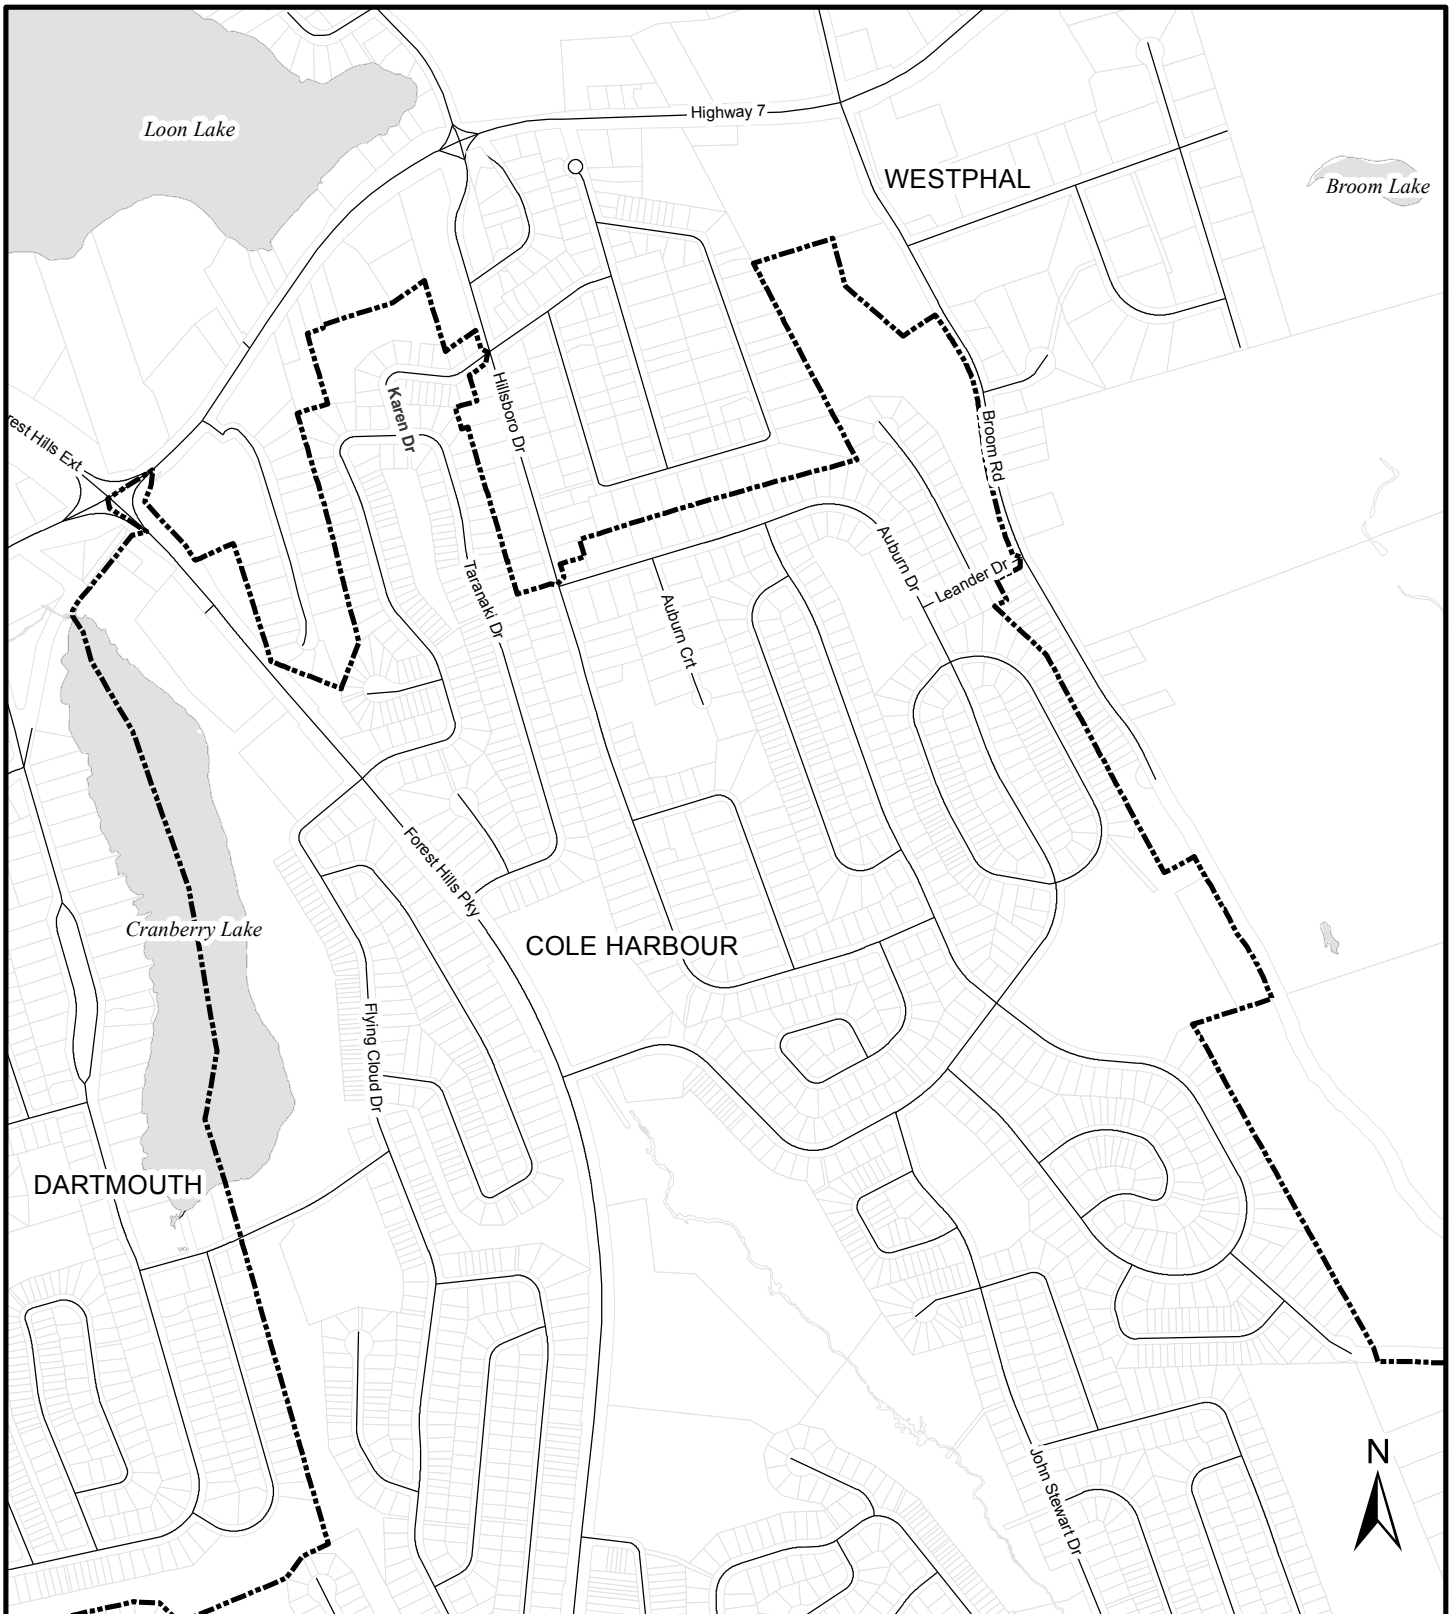 Highway 7
Loon Lake
WESTPHAL
Broom Lake
Karen Dr
Hillsboro Dr
rest Hills Ext
Broom Rd
Auburn Dr
Leander Dr
Taranaki Dr
Auburn Crt
Forest Hills Pky
Cranberry Lake
COLE HARBOUR
Flying Cloud Dr
DARTMOUTH
N
John Stewart Dr